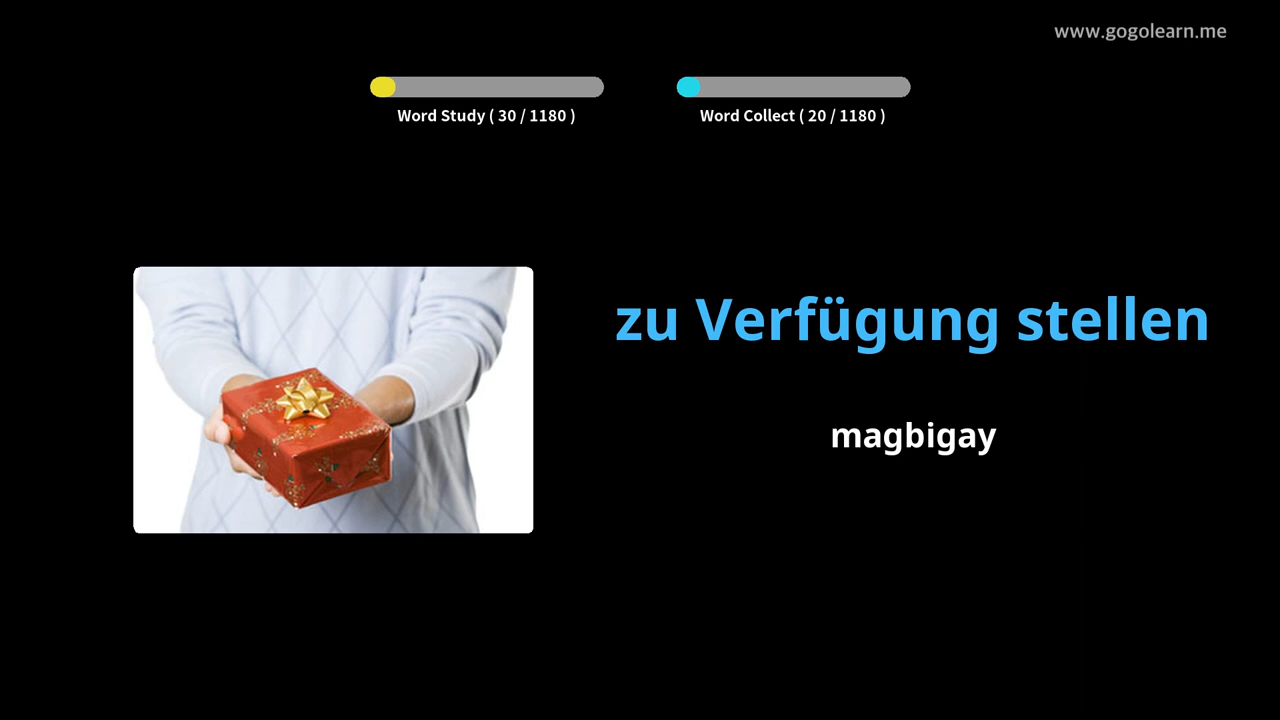 www.gogolearn.me
Word Study ( 30 / 1180 )
Word Collect ( 20 / 1180 )
zu Verfügung stellen
magbigay